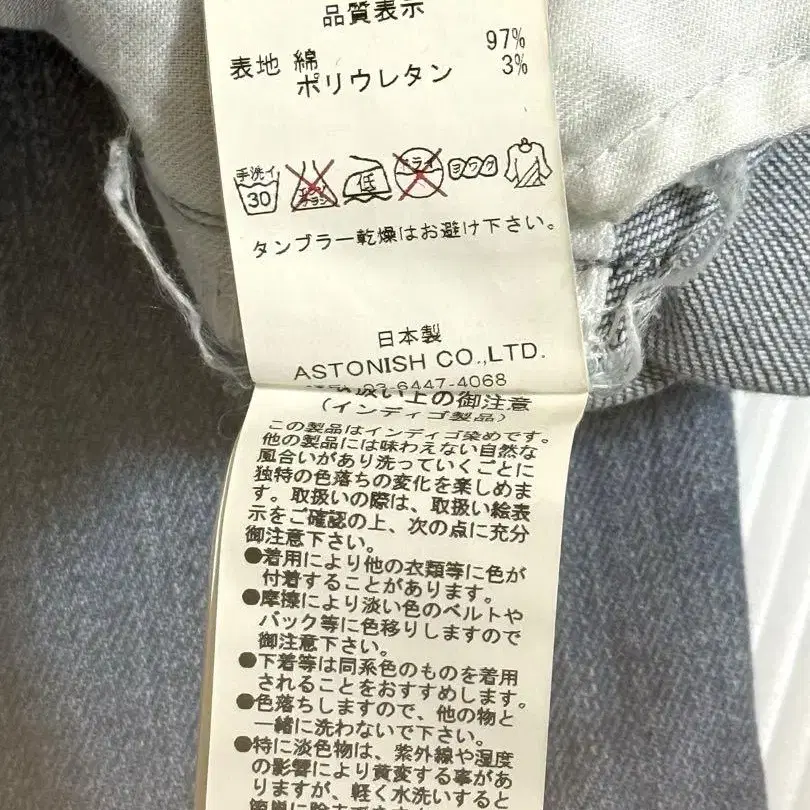 品質表示
表地 綿 97%
ポリウレタン 3%
手洗イ
30
エンソ
サラシ
低
ドライ
ヨワク
タンブラー乾燥はお避け下さい。
日本製
ASTONISH CO.,LTD.
03-6447-4068
取扱い上の御注意
(インディゴ製品)
この製品はインディゴ染めです。
他の製品には味わえない自然な
風合いがあり洗っていくごとに
独特の色落ちの変化を楽しめま
す。取扱いの際は、取扱い絵表
示をご確認の上、次の点に充分
御注意下さい。
●着用により他の衣類等に色が
付着することがあります。
●摩擦により淡い色のベルトや
バック等に色移りしますので
御注意下さい。
●下着等は同系色のものを着用
されることをおすすめします。
●色落ちしますので、他の物と
一緒に洗わないで下さい。
●特に淡色物は、紫外線や湿度
の影響により黄変する事があ
りますが、軽く水洗いすると